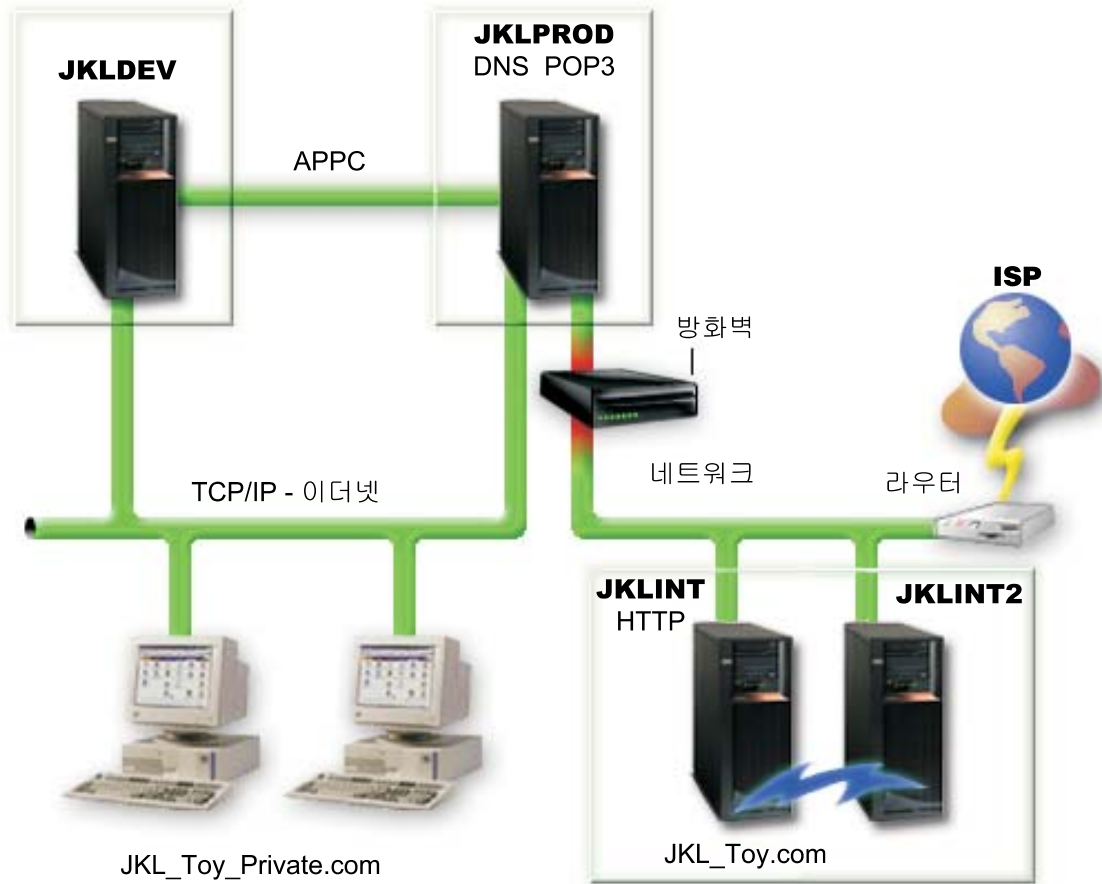 JKLDEV
JKLPROD
DNS POP3
APPC
ISP
방화벽
네트워크
라우터
TCP/IP - 이더넷
JKLINT
HTTP
JKLINT2
JKL_Toy_Private.com
JKL_Toy.com